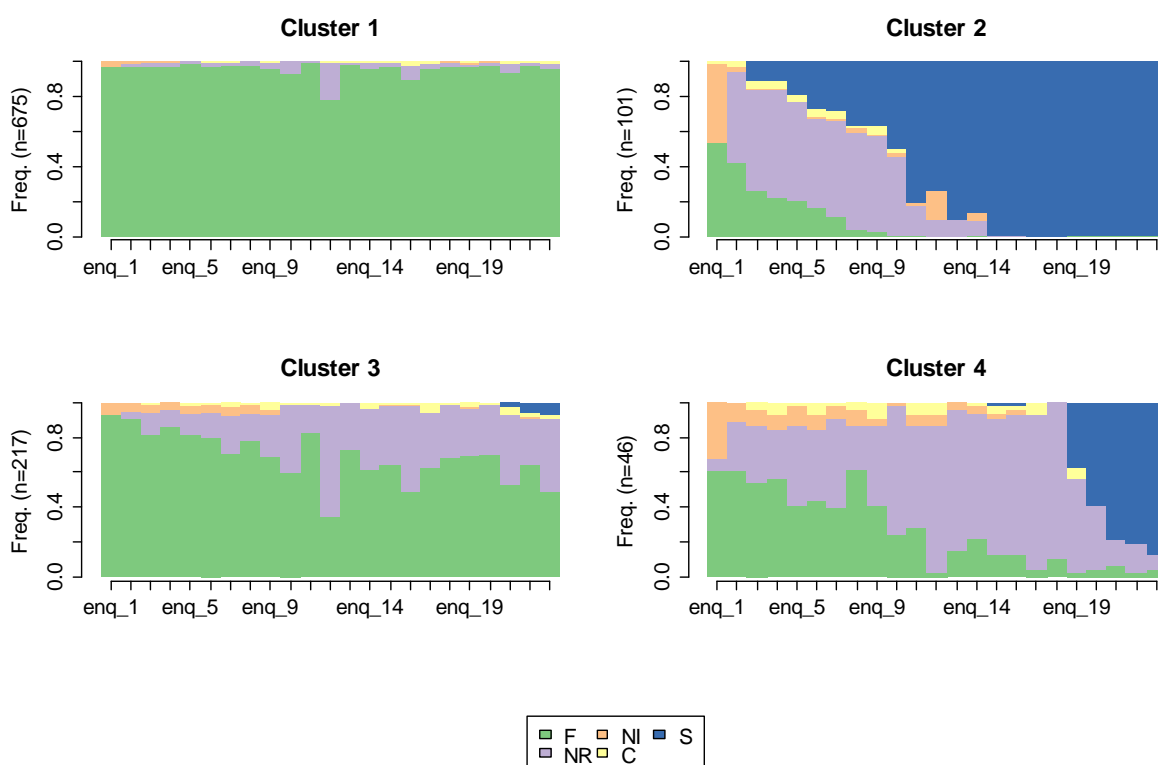 Cluster 1
Freq. (n=675)
0.0 0.4 0.8
enq_1 enq_5 enq_9 enq_14 enq_19
Cluster 2
Freq. (n=101)
0.0 0.4 0.8
enq_1 enq_5 enq_9 enq_14 enq_19
Cluster 3
Freq. (n=217)
0.0 0.4 0.8
enq_1 enq_5 enq_9 enq_14 enq_19
Cluster 4
Freq. (n=46)
0.0 0.4 0.8
enq_1 enq_5 enq_9 enq_14 enq_19
F NI S
NR C